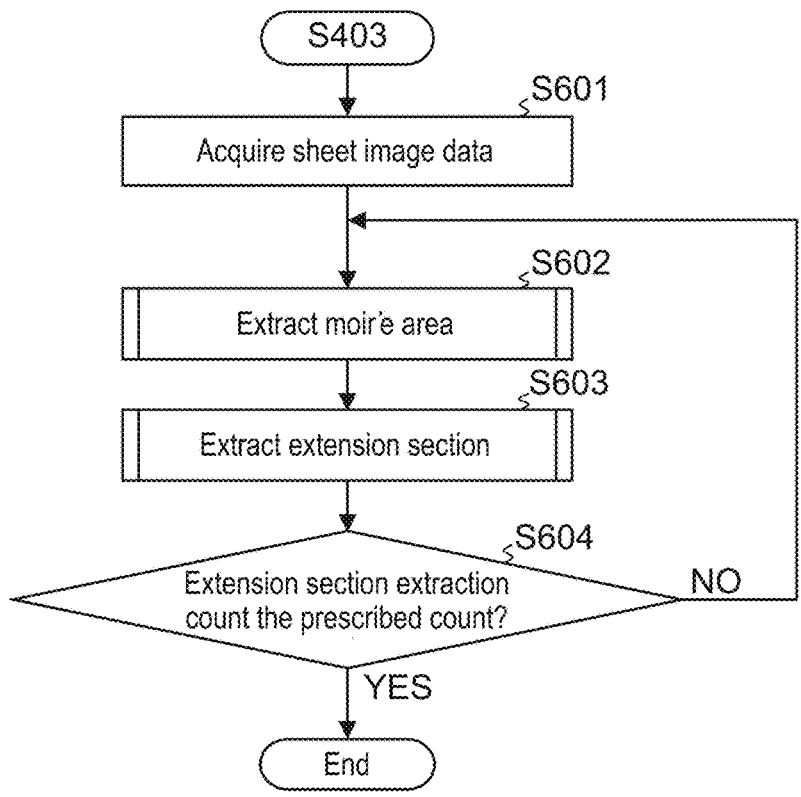 S403
S601
Acquire sheet image data
S602
Extract moir'e area
S603
Extract extension section
S604
Extension section extraction
count the prescribed count?
NO
YES
End